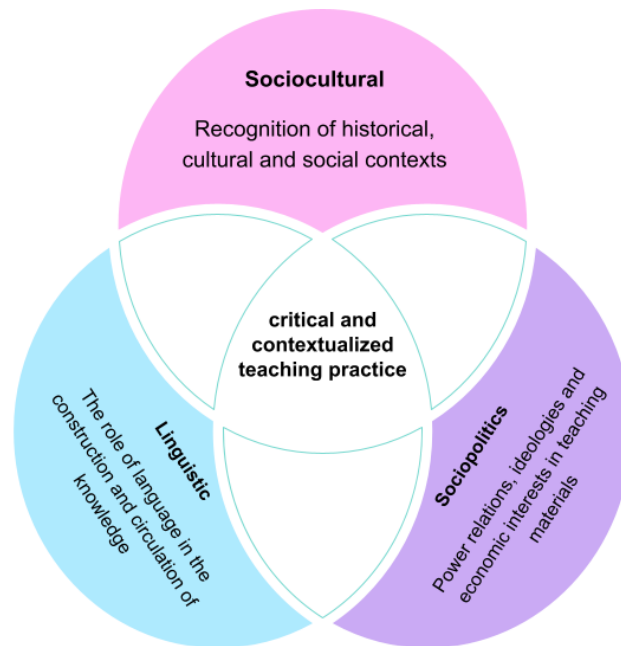 Sociocultural
Recognition of historical,
cultural and social contexts
critical and
contextualized
teaching practice
Linguistic
The role of language in the
construction and circulation of
knowledge
Sociopolitics
Power relations, ideologies and
economic interests in teaching
materials